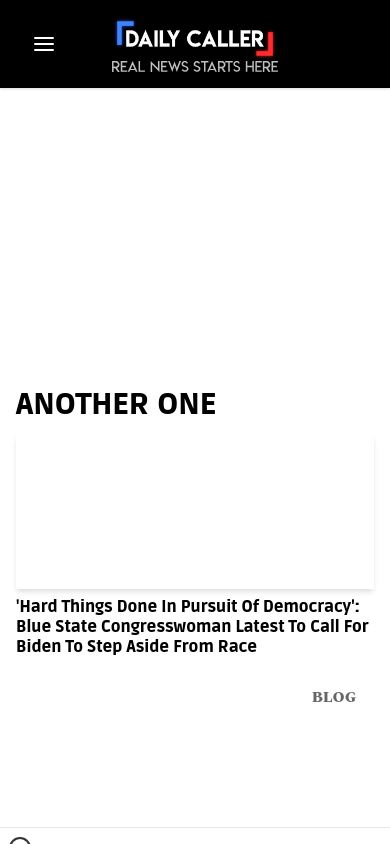 DAILY CALLER
REAL NEWS STARTS HERE
ANOTHER ONE
'Hard Things Done In Pursuit Of Democracy':
Blue State Congresswoman Latest To Call For
Biden To Step Aside From Race
BLOG